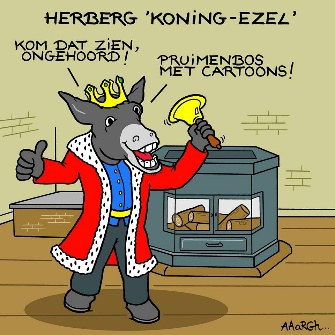 HERBERG 'KONING-EZEL'
KOM DAT ZIEN,
ONGEHOORD!
PRUIMENBOS
MET CARTOONS!
AAARGH..